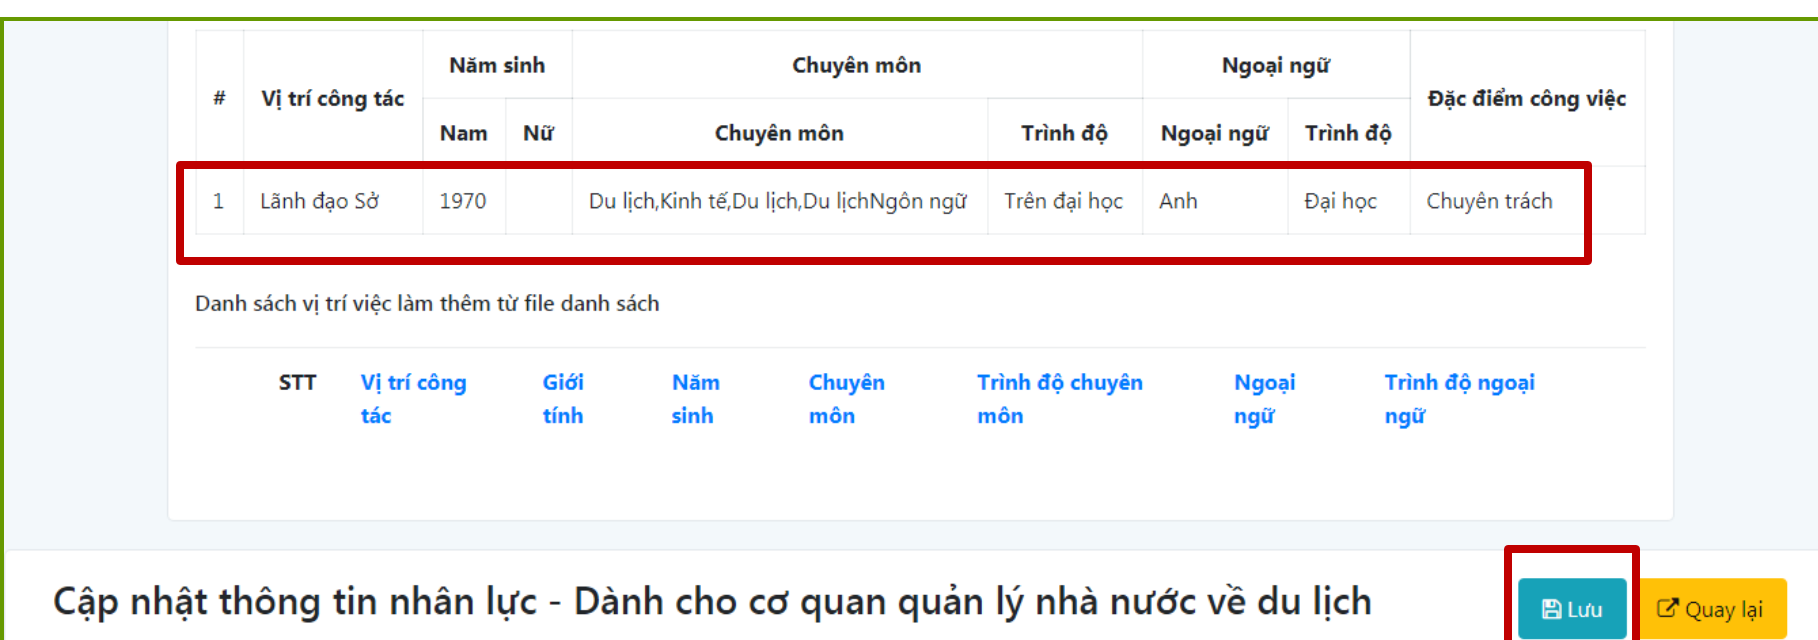 # Vị trí công tác Năm sinh Chuyên môn Ngoại ngữ Đặc điểm công việc
Nam Nữ Chuyên môn Trình độ Ngoại ngữ Trình độ
1 Lãnh đạo Sở 1970 Du lịch,Kinh tế,Du lịch,Du lịchNgôn ngữ Trên đại học Anh Đại học Chuyên trách
Danh sách vị trí việc làm thêm từ file danh sách
STT Vị trí công tác Giới tính Năm sinh Chuyên môn Trình độ chuyên môn Ngoại ngữ Trình độ ngoại ngữ
Cập nhật thông tin nhân lực - Dành cho cơ quan quản lý nhà nước về du lịch Lưu Quay lại